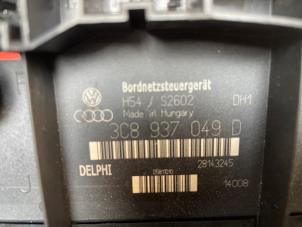 Bordnetzsteuergerät
H54 / S2602 DH1
Made in Hungary
3C8 937 049 D
28143245
DELPHI
14008